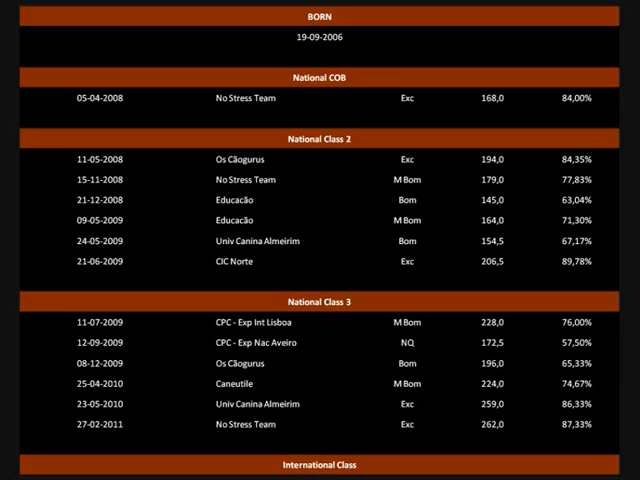 BORN
19-09-2006
National COB
05-04-2008 No Stress Team Exc 168,0 84,00%
National Class 2
11-05-2008 Os Cãogurus Exc 194,0 84,35%
15-11-2008 No Stress Team M Bom 179,0 77,83%
21-12-2008 Educacão Bom 145,0 63,04%
09-05-2009 Educacão M Bom 164,0 71,30%
24-05-2009 Univ Canina Almeirim Bom 154,5 67,17%
21-06-2009 CIC Norte Exc 206,5 89,78%
National Class 3
11-07-2009 CPC - Exp Int Lisboa M Bom 228,0 76,00%
12-09-2009 CPC - Exp Nac Aveiro NQ 172,5 57,50%
08-12-2009 Os Cãogurus Bom 196,0 65,33%
25-04-2010 Caneutile M Bom 224,0 74,67%
23-05-2010 Univ Canina Almeirim Exc 259,0 86,33%
27-02-2011 No Stress Team Exc 262,0 87,33%
International Class